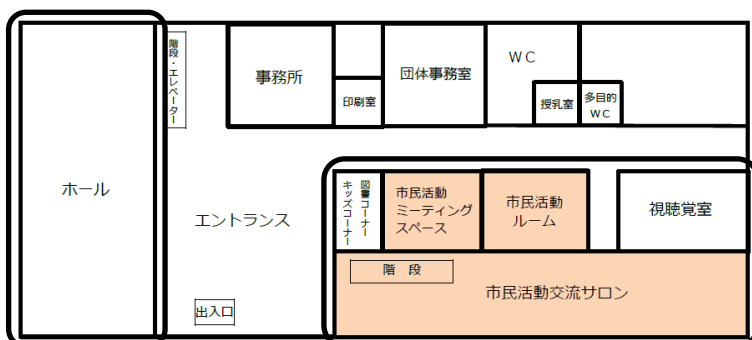 ホール
階段・エレベーター
事務所
印刷室
団体事務室
WC
授乳室
多目的
WC
エントランス
出入口
図書コーナー
キッズコーナー
市民活動
ミーティング
スペース
市民活動
ルーム
視聴覚室
階 段
市民活動交流サロン